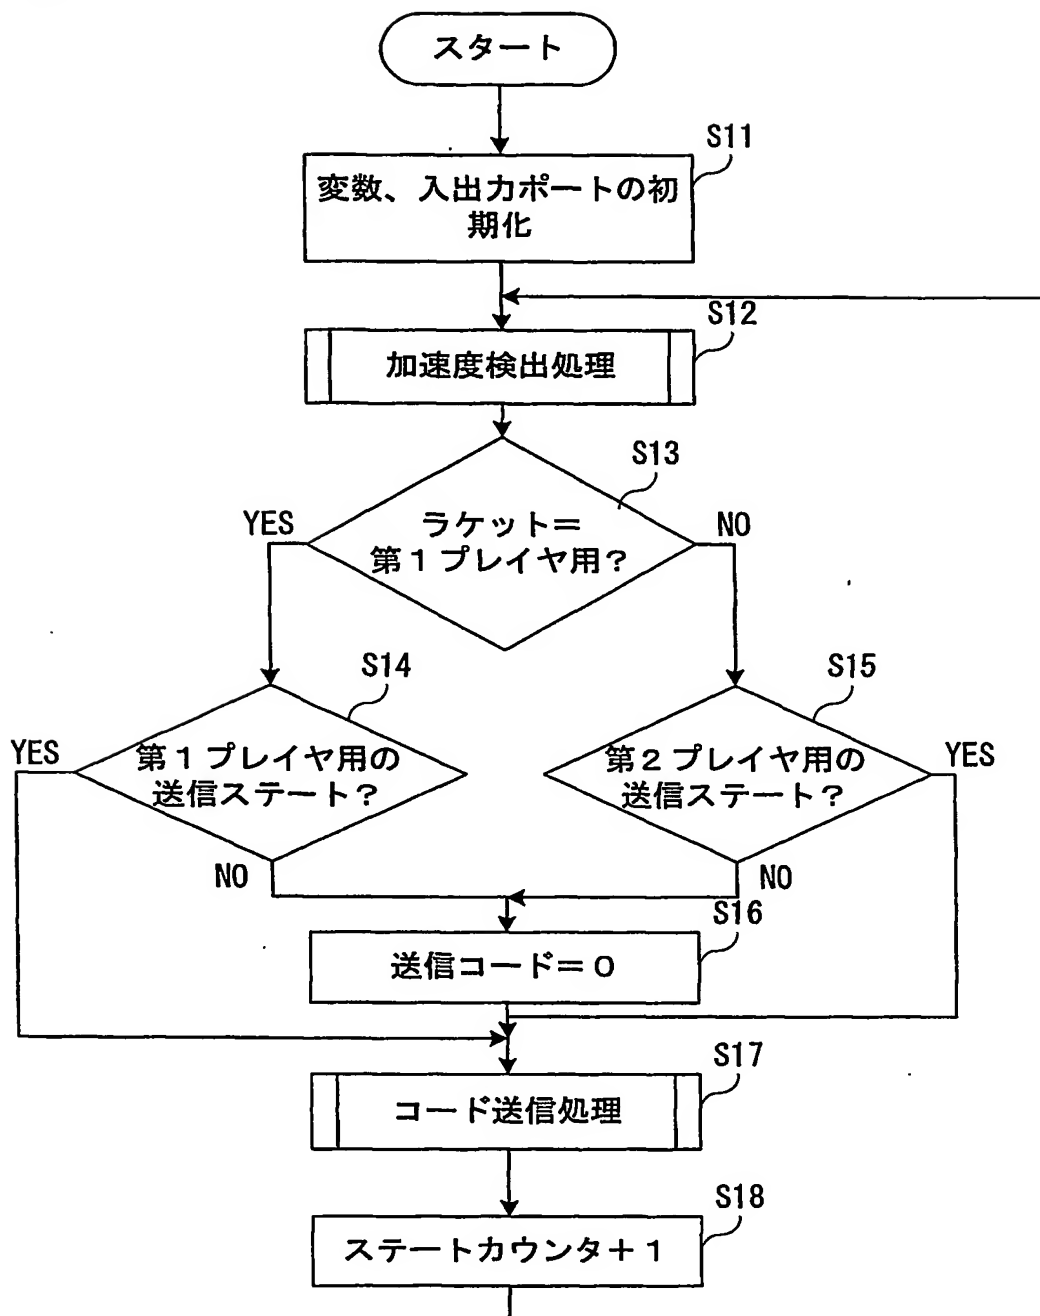 スタート
S11
変数、入出力ポートの初
期化
S12
加速度検出処理
S13
YES
ラケット=
第1プレイヤ用?
NO
S14
S15
YES
第1プレイヤ用の
送信ステート?
NO
第2プレイヤ用の
送信ステート?
YES
NO
S16
送信コード=0
S17
コード送信処理
S18
ステートカウンタ+1